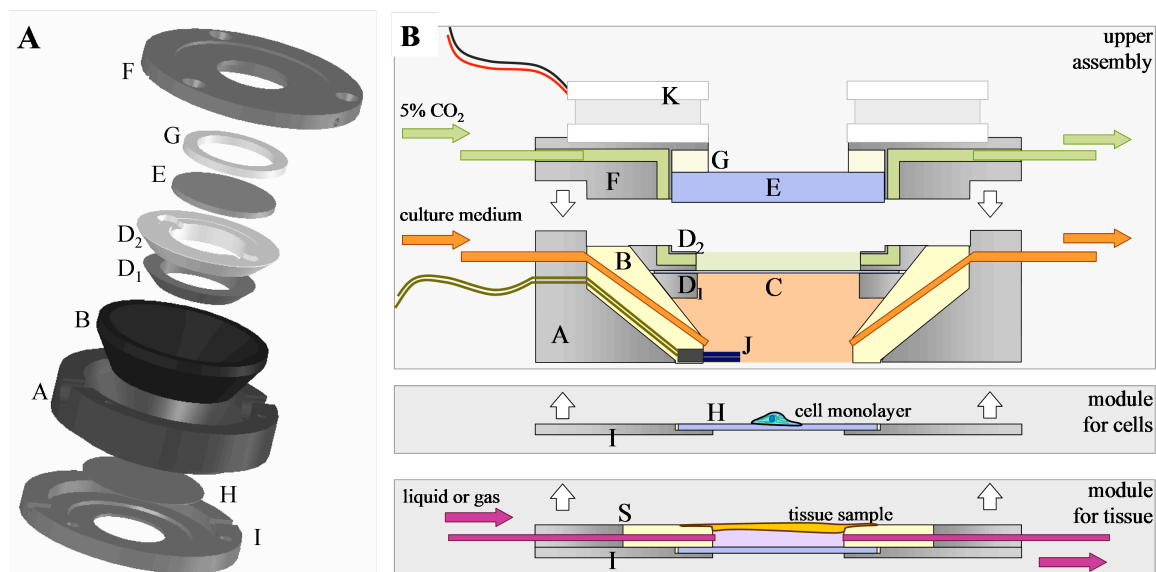 A
F
G
E
D2
D1
B
A
H
I
B
upper
assembly
K
5% CO2
G
F
E
culture medium
D2
B
D1
C
A
J
module
for cells
H
cell monolayer
I
module
for tissue
liquid or gas
S
tissue sample
I